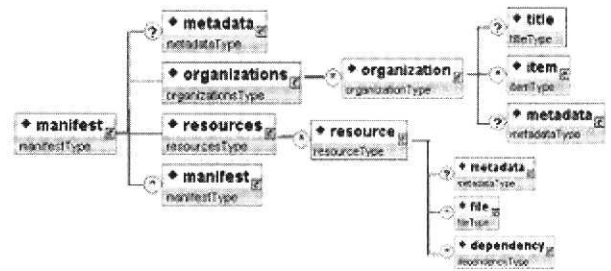 ? ◆ metadata
metadataType
◆ organizations
organizationsType
* ◆ organization
organizationType
? ◆ title
titleType
* ◆ item
itemType
? ◆ metadata
metadataType
◆ manifest
manifestType
◆ resources
resourcesType
* ◆ resource
resourceType
* ◆ manifest
manifestType
? ◆ metadata
metadataType
* ◆ file
fileType
* ◆ dependency
dependencyType